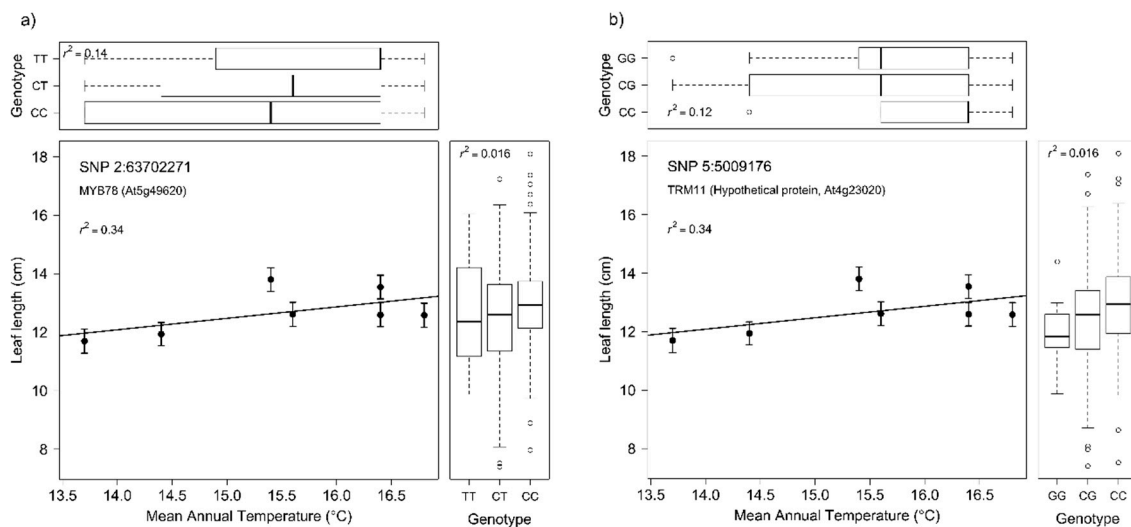 a)
Genotype
TT
CT
CC
r² = 0.14
Leaf length (cm)
18
16
14
12
10
8
SNP 2:63702271
MYB78 (At5g49620)
r² = 0.34
r² = 0.016
13.5 14.0 14.5 15.0 15.5 16.0 16.5
Mean Annual Temperature (°C)
TT CT CC
Genotype
b)
Genotype
GG
CG
CC
r² = 0.12
Leaf length (cm)
18
16
14
12
10
8
SNP 5:5009176
TRM11 (Hypothetical protein, At4g23020)
r² = 0.34
r² = 0.016
13.5 14.0 14.5 15.0 15.5 16.0 16.5
Mean Annual Temperature (°C)
GG CG CC
Genotype